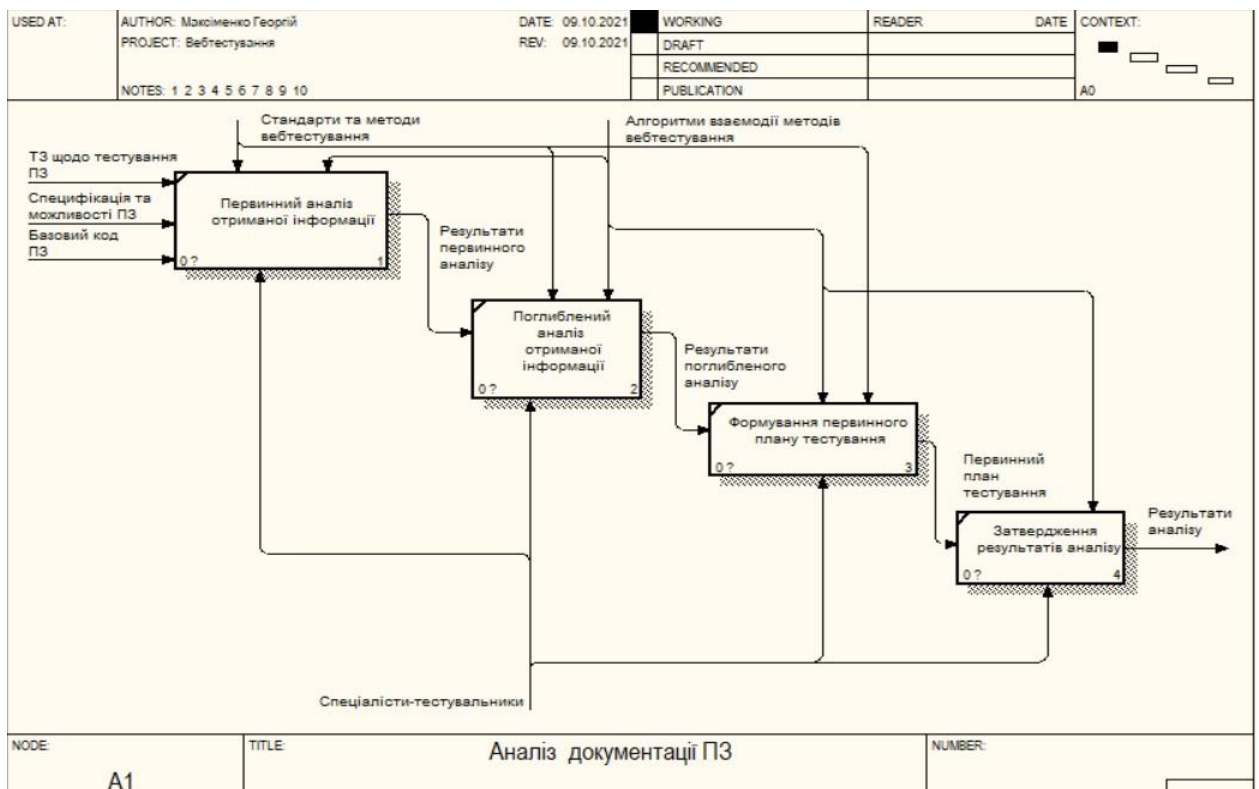 USED AT:
AUTHOR: Максіменко Георгій
DATE: 09.10.2021
WORKING
READER
DATE
CONTEXT:
PROJECT: Вебтестування
REV: 09.10.2021
DRAFT
RECOMMENDED
NOTES: 1 2 3 4 5 6 7 8 9 10
PUBLICATION
A0
Стандарти та методи
вебтестування
Алгоритми взаємодії методів
вебтестування
ТЗ щодо тестування
ПЗ
Специфікація та
можливості ПЗ
Базовий код
ПЗ
Первинний аналіз
отриманої інформації
0 ?
1
Результати
первинного
аналізу
Поглиблений
аналіз
отриманої
інформації
0 ?
2
Результати
поглибленого
аналізу
Формування первинного
плану тестування
0 ?
3
Первинний
план
тестування
Затвердження
результатів аналізу
0 ?
4
Результати
аналізу
Спеціалісти-тестувальники
NODE:
TITLE:
Аналіз документації ПЗ
NUMBER:
A1